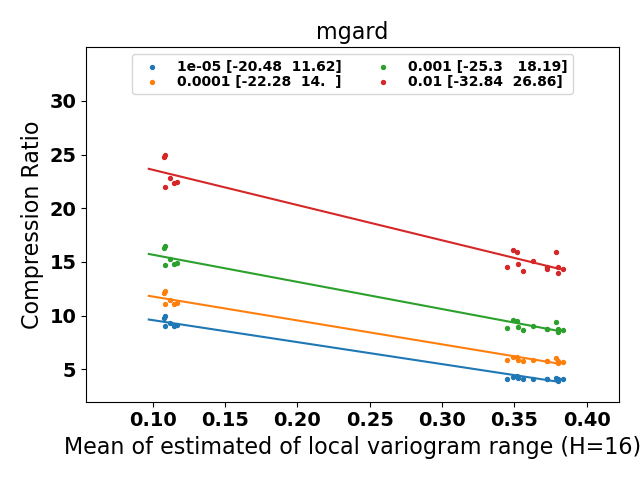 mgard
1e-05 [-20.48  11.62]
0.0001 [-22.28  14.  ]
0.001 [-25.3   18.19]
0.01 [-32.84  26.86]
Compression Ratio
30
25
20
15
10
5
0.10 0.15 0.20 0.25 0.30 0.35 0.40
Mean of estimated of local variogram range (H=16)